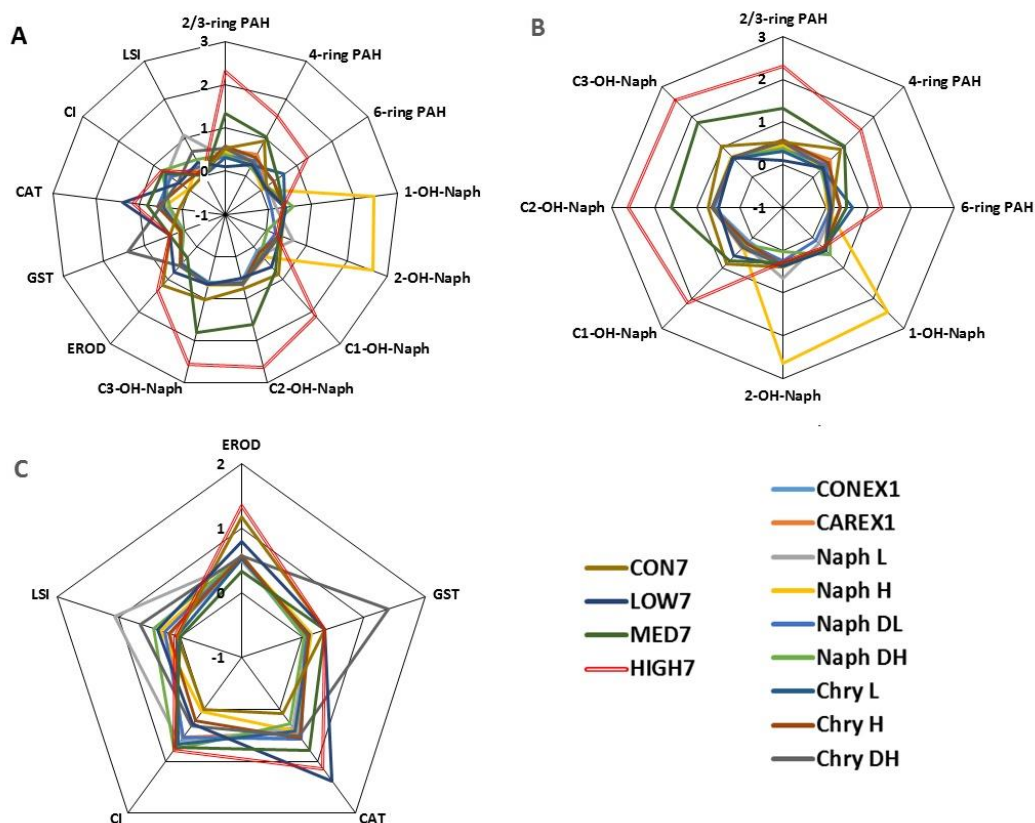 A
2/3-ring PAH
4-ring PAH
6-ring PAH
1-OH-Naph
2-OH-Naph
C1-OH-Naph
C2-OH-Naph
C3-OH-Naph
EROD
GST
CAT
CI
LSI
3
2
1
0
-1
B
2/3-ring PAH
4-ring PAH
6-ring PAH
1-OH-Naph
2-OH-Naph
C1-OH-Naph
C2-OH-Naph
C3-OH-Naph
3
2
1
0
-1
C
EROD
GST
CAT
CI
LSI
2
1
0
-1
CON7
LOW7
MED7
HIGH7
CONEX1
CAREX1
Naph L
Naph H
Naph DL
Naph DH
Chry L
Chry H
Chry DH